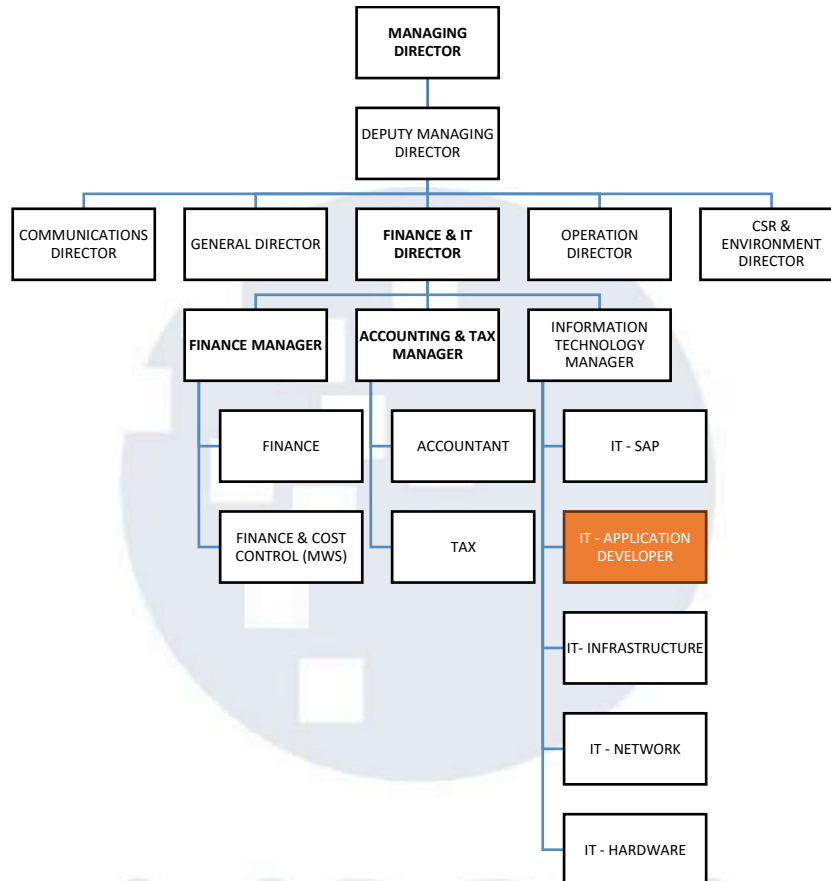 MANAGING
DIRECTOR
DEPUTY MANAGING
DIRECTOR
COMMUNICATIONS
DIRECTOR
GENERAL DIRECTOR
FINANCE & IT
DIRECTOR
OPERATION
DIRECTOR
CSR &
ENVIRONMENT
DIRECTOR
FINANCE MANAGER
ACCOUNTING & TAX
MANAGER
INFORMATION
TECHNOLOGY
MANAGER
FINANCE
ACCOUNTANT
IT - SAP
FINANCE & COST
CONTROL (MWS)
TAX
IT - APPLICATION
DEVELOPER
IT- INFRASTRUCTURE
IT - NETWORK
IT - HARDWARE